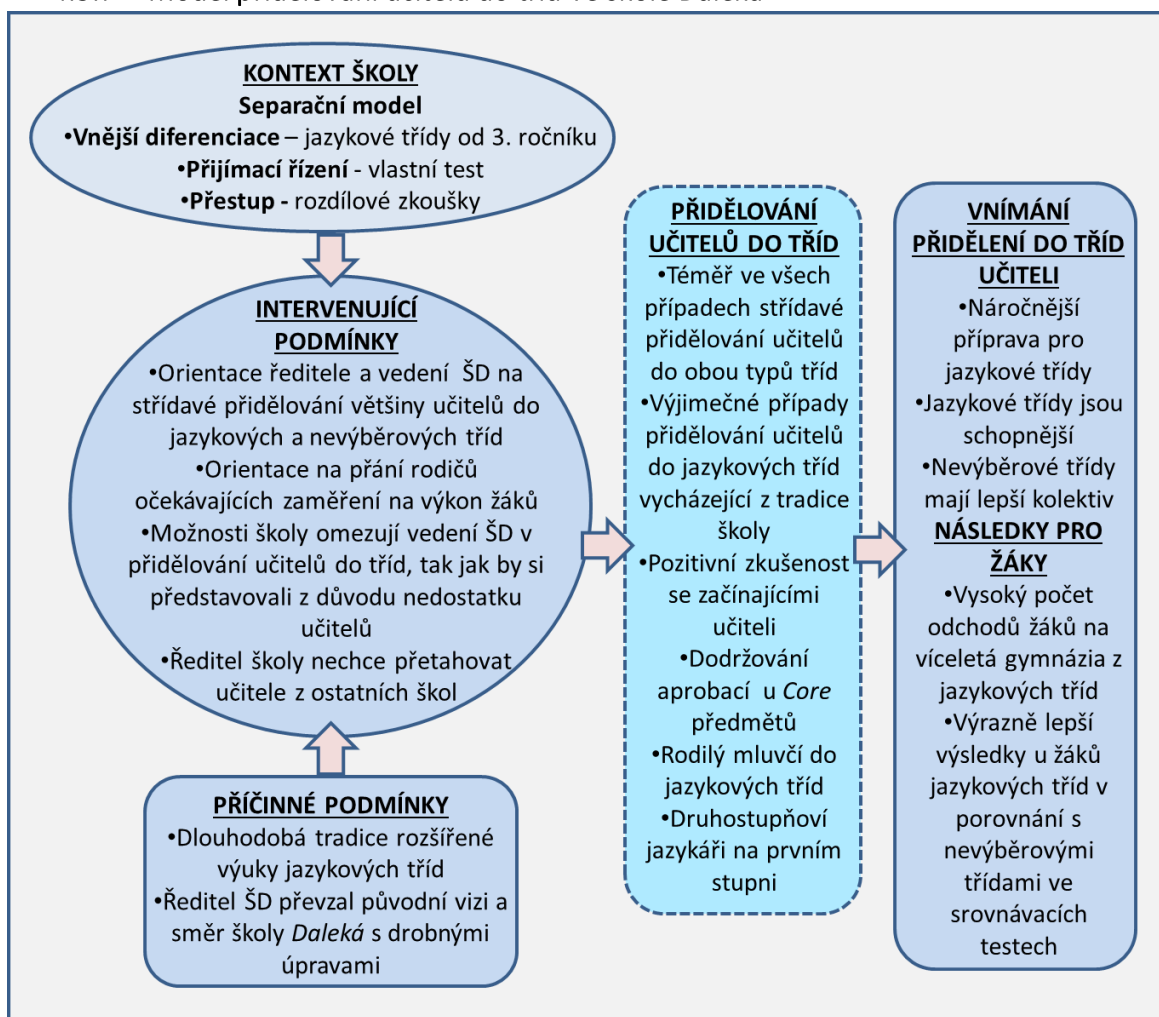 KONTEXT ŠKOLY
Separační model
•Vnější diferenciace – jazykové třídy od 3. ročníku
•Přijímací řízení - vlastní test
•Přestup - rozdílové zkoušky
INTERVENUJÍCÍ
PODMÍNKY
•Orientace ředitele a vedení ŠD na
střídavé přidělování většiny učitelů do
jazykových a nevýběrových tříd
•Orientace na přání rodičů
očekávajících zaměření na výkon žáků
•Možnosti školy omezují vedení ŠD v
přidělování učitelů do tříd, tak jak by si
představovali z důvodu nedostatku
učitelů
•Ředitel školy nechce přetahovat
učitele z ostatních škol
PŘÍČINNÉ PODMÍNKY
•Dlouhodobá tradice rozšířené
výuky jazykových tříd
•Ředitel ŠD převzal původní vizi a
směr školy Daleká s drobnými
úpravami
PŘIDĚLOVÁNÍ
UČITELŮ DO TŘÍD
•Téměř ve všech
případech střídavé
přidělování učitelů
do obou typů tříd
•Výjimečné případy
přidělování učitelů
do jazykových tříd
vycházející z tradice
školy
•Pozitivní zkušenost
se začínajícími
učiteli
•Dodržování
aprobací u Core
předmětů
•Rodilý mluvčí do
jazykových tříd
•Druhostupňoví
jazykáři na prvním
stupni
VNÍMÁNÍ
PŘIDĚLENÍ DO TŘÍD
UČITELI
•Náročnější
příprava pro
jazykové třídy
•Jazykové třídy jsou
schopnější
•Nevýběrové třídy
mají lepší kolektiv
NÁSLEDKY PRO
ŽÁKY
•Vysoký počet
odchodů žáků na
víceletá gymnázia z
jazykových tříd
•Výrazně lepší
výsledky u žáků
jazykových tříd v
porovnání s
nevýběrovými
třídami ve
srovnávacích
testech